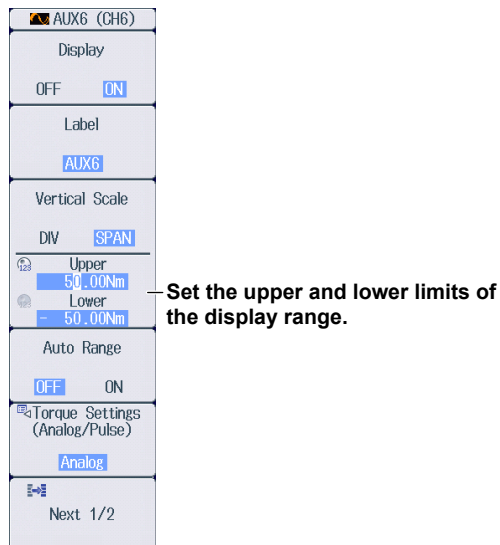 AUX6 (CH6)
Display
OFF ON
Label
AUX6
Vertical Scale
DIV SPAN
123 Upper
50.00Nm
Lower
- 50.00Nm
Set the upper and lower limits of
the display range.
Auto Range
OFF ON
Torque Settings
(Analog/Pulse)
Analog
Next 1/2